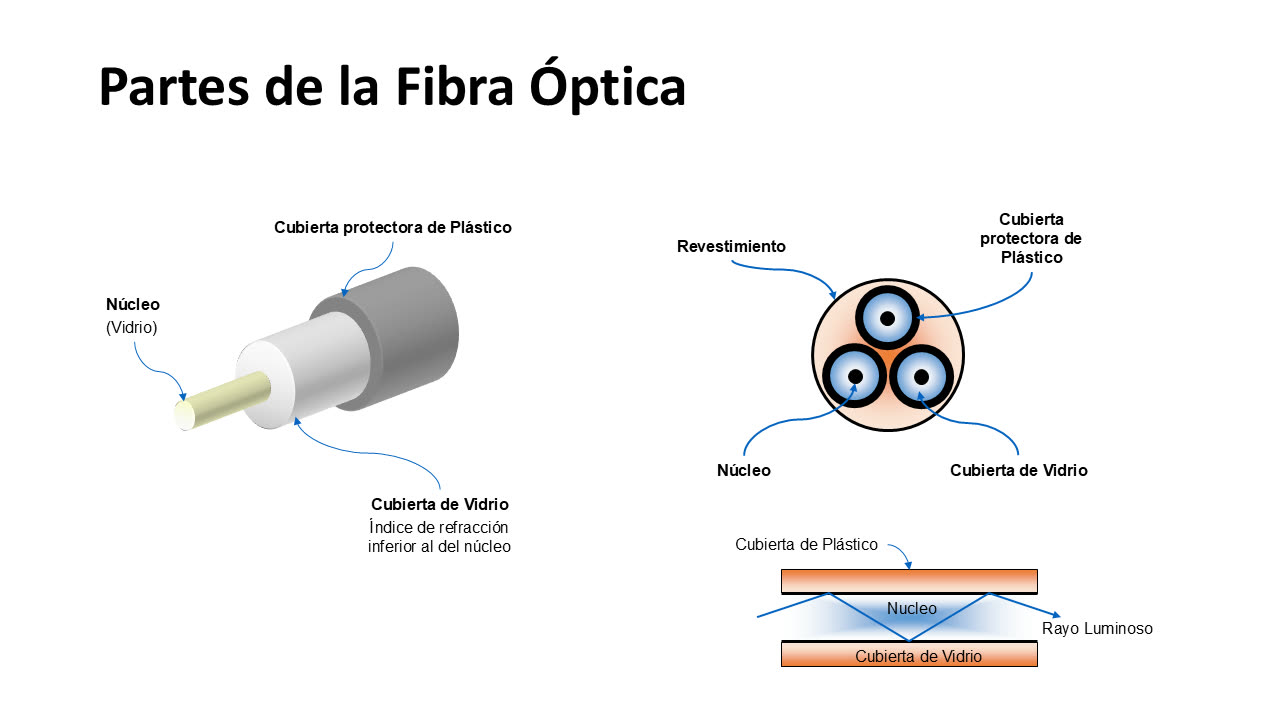 Partes de la Fibra Óptica
Cubierta protectora de Plástico
Núcleo
(Vidrio)
Cubierta de Vidrio
Índice de refracción
inferior al del núcleo
Revestimiento
Cubierta
protectora de
Plástico
Núcleo
Cubierta de Vidrio
Cubierta de Plástico
Nucleo
Rayo Luminoso
Cubierta de Vidrio